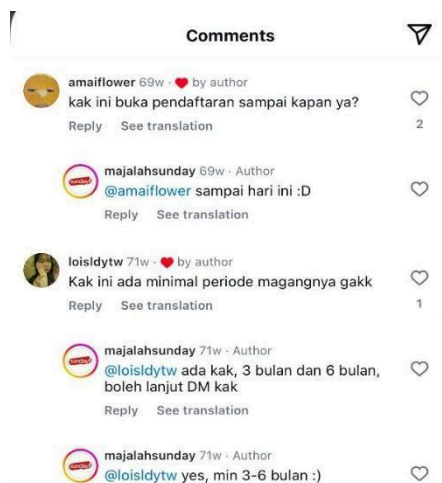 Comments
amaiflower 69w · ❤ by author
kak ini buka pendaftaran sampai kapan ya?
Reply See translation
2
majalahsunday 69w · Author
@amaiflower sampai hari ini :D
Reply See translation
loisldytw 71w · ❤ by author
Kak ini ada minimal periode magangnya gakk
Reply See translation
1
majalahsunday 71w · Author
@loisldytw ada kak, 3 bulan dan 6 bulan,
boleh lanjut DM kak
Reply See translation
majalahsunday 71w · Author
@loisldytw yes, min 3-6 bulan :)